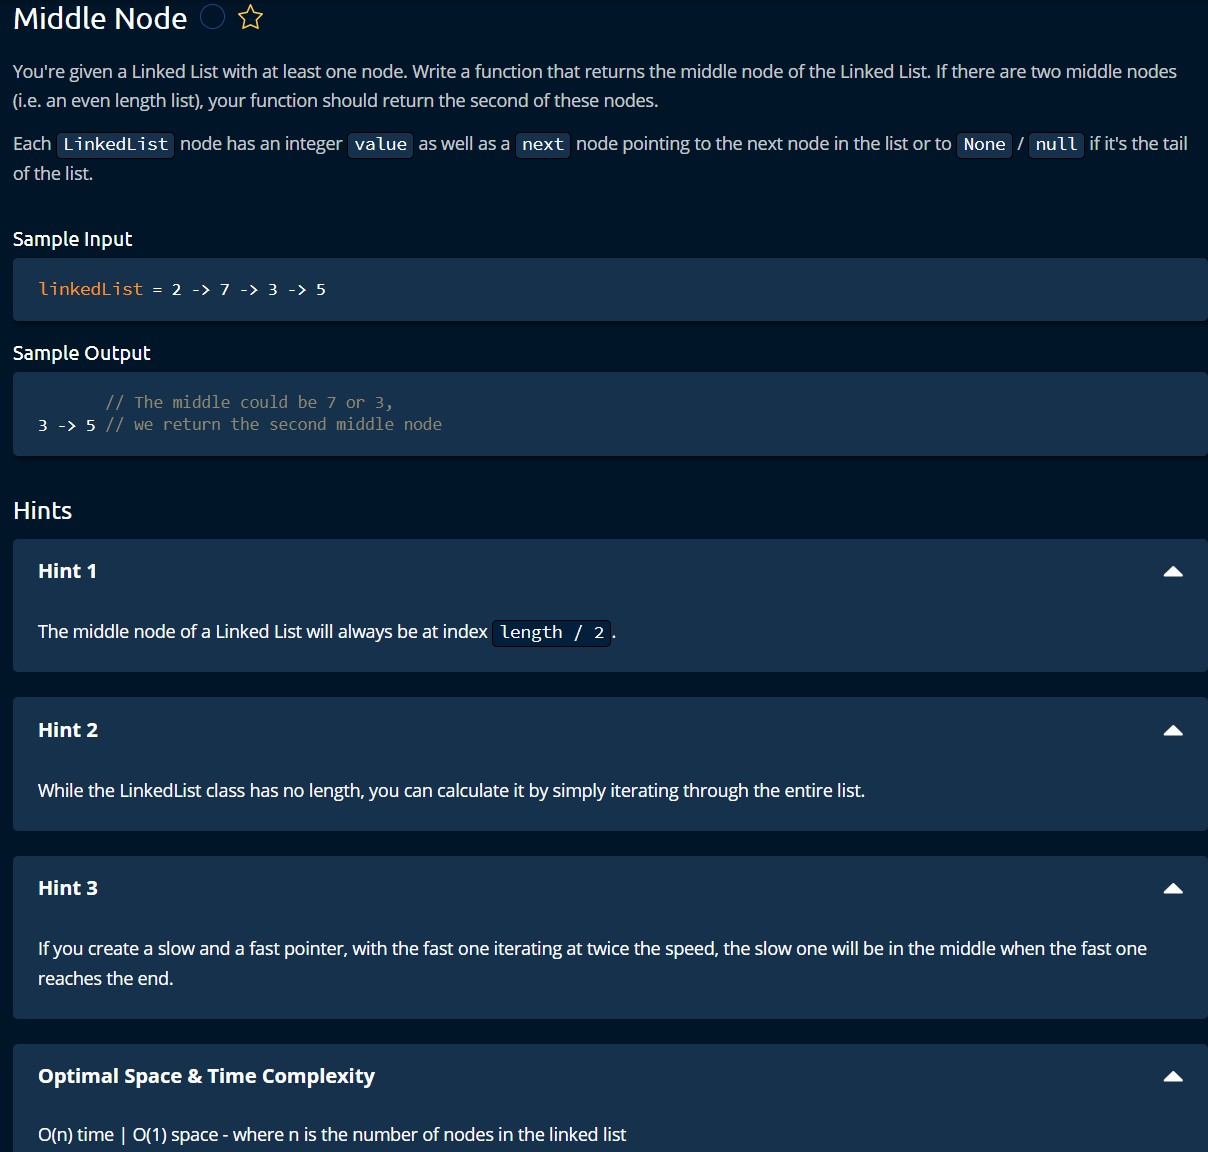 Middle Node
You're given a Linked List with at least one node. Write a function that returns the middle node of the Linked List. If there are two middle nodes
(i.e. an even length list), your function should return the second of these nodes.
Each LinkedList node has an integer value as well as a next node pointing to the next node in the list or to None / null if it's the tail
of the list.
Sample Input
linkedList = 2 -> 7 -> 3 -> 5
Sample Output
// The middle could be 7 or 3,
3 -> 5 // we return the second middle node
Hints
Hint 1
The middle node of a Linked List will always be at index length / 2.
Hint 2
While the LinkedList class has no length, you can calculate it by simply iterating through the entire list.
Hint 3
If you create a slow and a fast pointer, with the fast one iterating at twice the speed, the slow one will be in the middle when the fast one
reaches the end.
Optimal Space & Time Complexity
O(n) time | O(1) space - where n is the number of nodes in the linked list